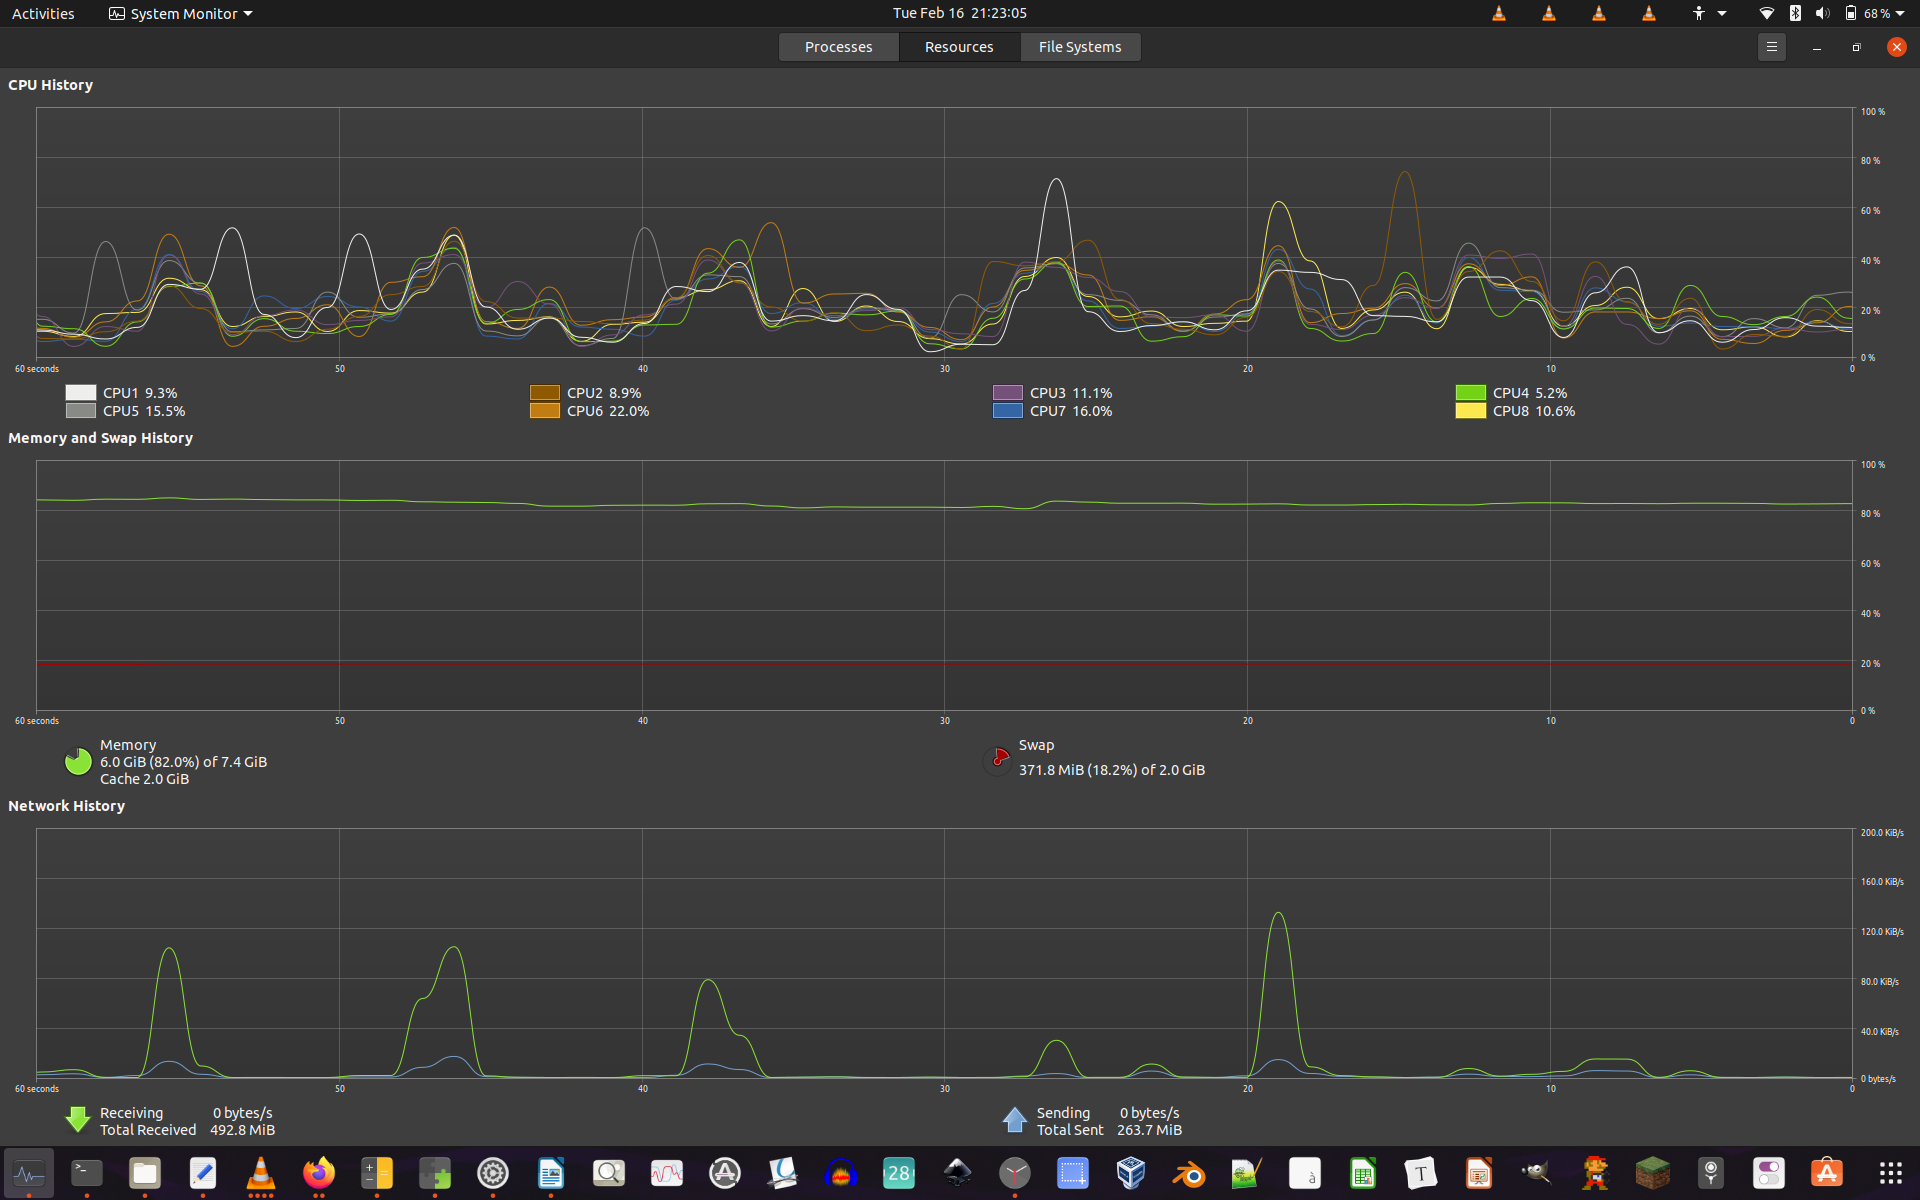 Activities System Monitor Tue Feb 16 21:23:05 68 %
Processes Resources File Systems
CPU History
100 %
80 %
60 %
40 %
20 %
0 %
60 seconds 50 40 30 20 10 0
CPU1 9.3% CPU2 8.9% CPU3 11.1% CPU4 5.2%
CPU5 15.5% CPU6 22.0% CPU7 16.0% CPU8 10.6%
Memory and Swap History
100 %
80 %
60 %
40 %
20 %
0 %
60 seconds 50 40 30 20 10 0
Memory Swap
6.0 GiB (82.0%) of 7.4 GiB 371.8 MiB (18.2%) of 2.0 GiB
Cache 2.0 GiB
Network History
200.0 KiB/s
160.0 KiB/s
120.0 KiB/s
80.0 KiB/s
40.0 KiB/s
0 bytes/s
60 seconds 50 40 30 20 10 0
Receiving 0 bytes/s Sending 0 bytes/s
Total Received 492.8 MiB Total Sent 263.7 MiB
>_ 28 à T